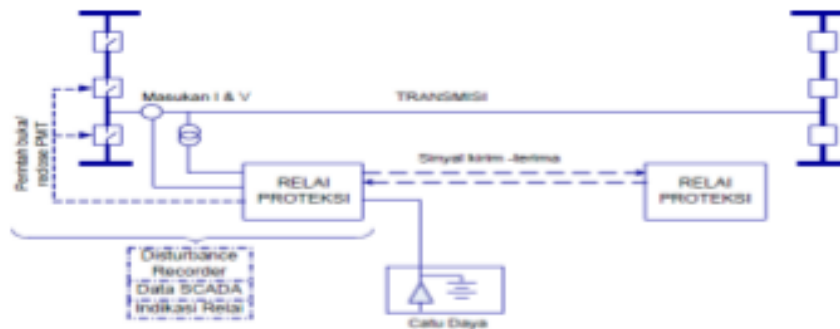 Masukan I & V
TRANSMISI
Perintah buka/
reclose PMT
Sinyal kirim -terima
RELAI
PROTEKSI
RELAI
PROTEKSI
Disturbance
Recorder
Data SCADA
Indikasi Relai
Catu Daya